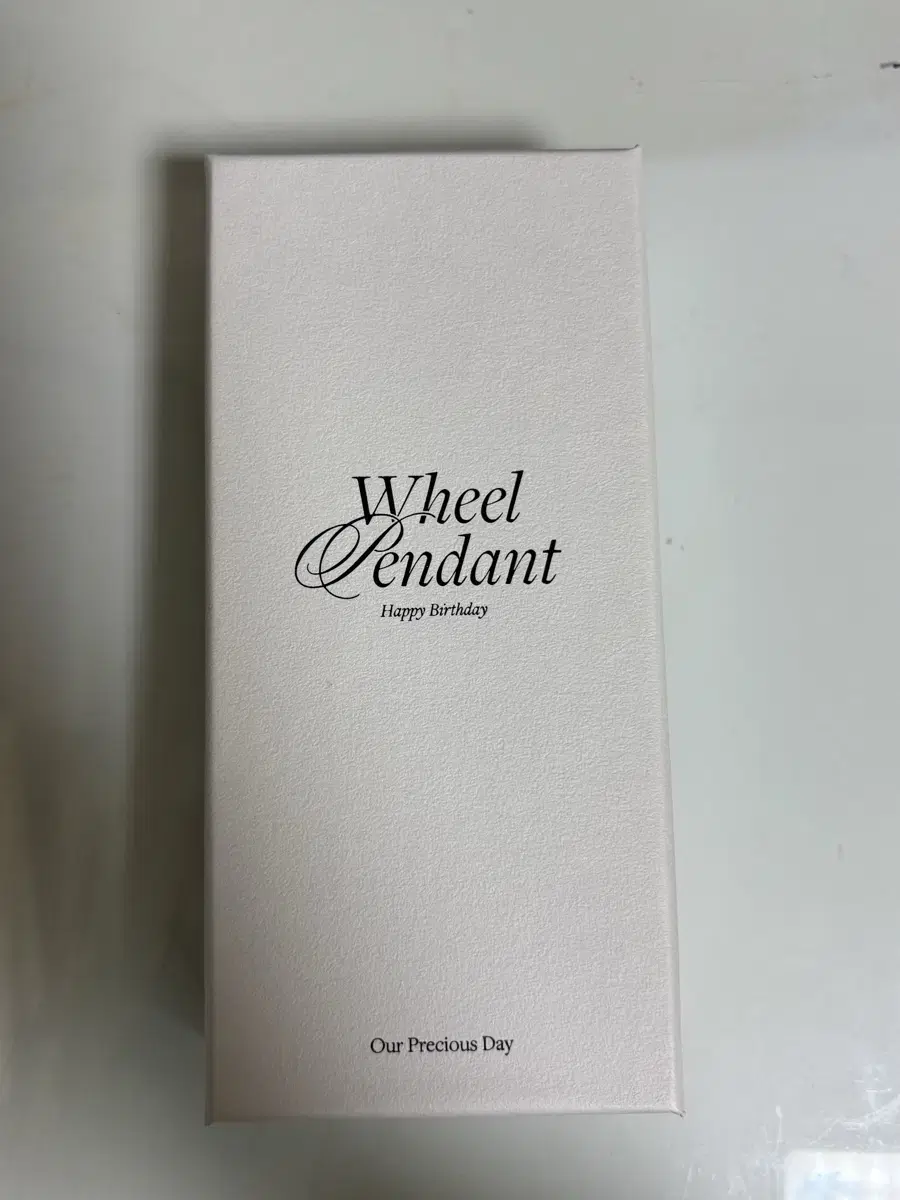 Wheel
Pendant
Happy Birthday
Our Precious Day